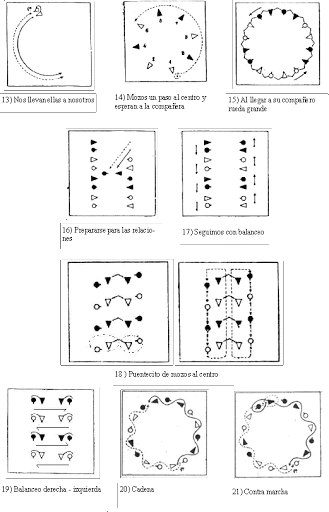 13) Nos llevan ellas a nosotros
14) Mozos un paso al centro y
esperan a la compañera
15) Al llegar a su compañero
rueda grande
16) Prepararse para las relacio-
nes
17) Seguimos con balanceo
18 ) Puentecito de mozos al centro
19) Balanceo derecha - izquierda
20) Cadena
21) Contra marcha